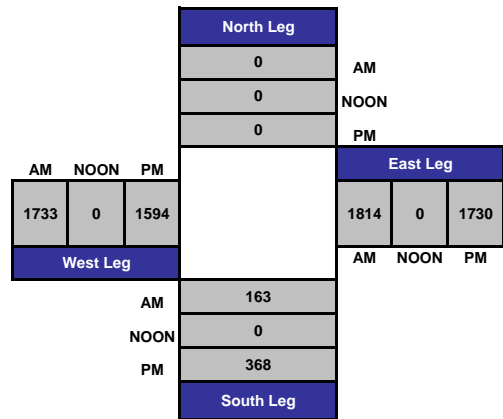 North Leg
0
AM
0
NOON
0
PM
East Leg
AM NOON PM
1733 0 1594
1814 0 1730
West Leg
AM NOON PM
AM
163
NOON
0
PM
368
South Leg